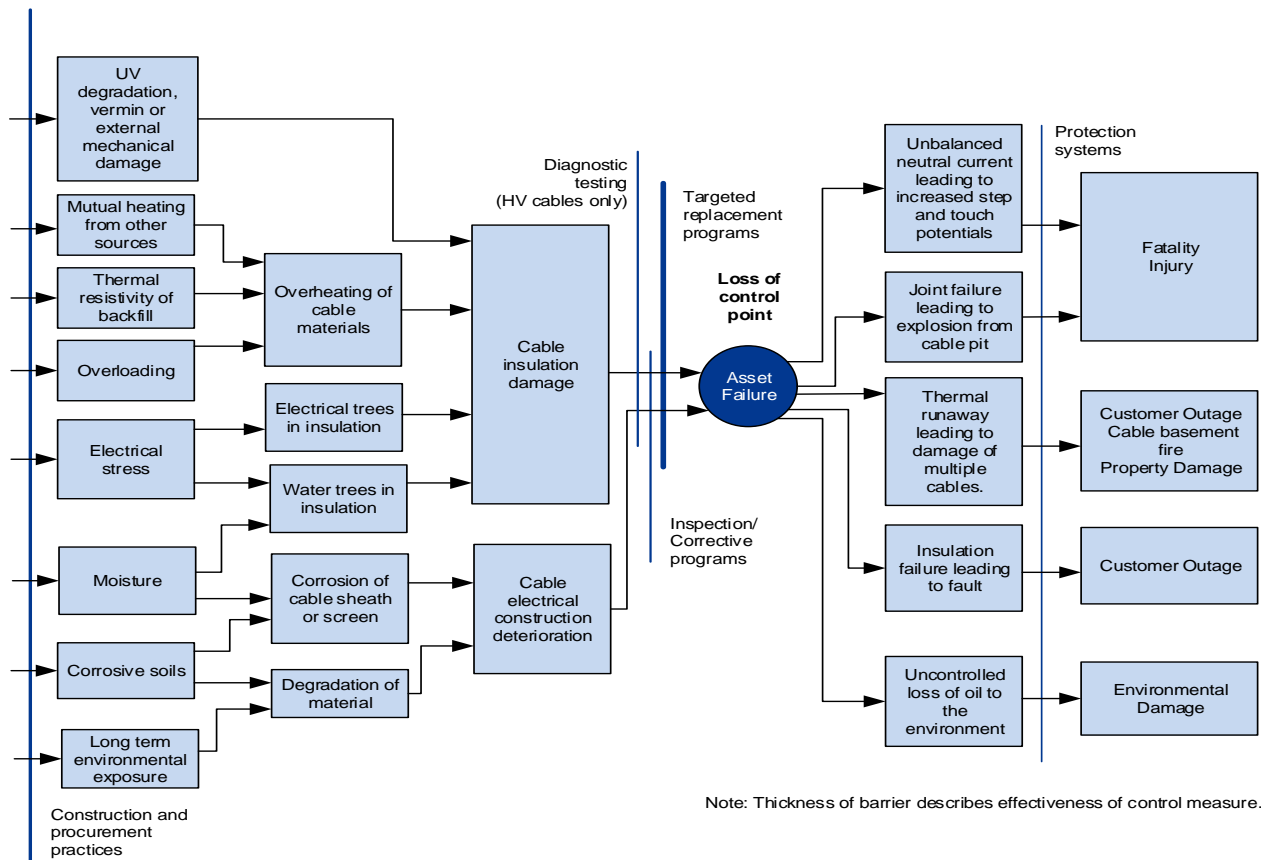 UV
degradation,
vermin or
external
mechanical
damage
Mutual heating
from other
sources
Thermal
resistivity of
backfill
Overloading
Electrical
stress
Moisture
Corrosive soils
Long term
environmental
exposure
Construction and
procurement
practices
Overheating of
cable
materials
Electrical trees
in insulation
Water trees in
insulation
Corrosion of
cable sheath
or screen
Degradation of
material
Cable
insulation
damage
Cable
electrical
construction
deterioration
Diagnostic
testing
(HV cables only)
Targeted
replacement
programs
Loss of
control
point
Asset
Failure
Inspection/
Corrective
programs
Unbalanced
neutral current
leading to
increased step
and touch
potentials
Joint failure
leading to
explosion from
cable pit
Thermal
runaway
leading to
damage of
multiple
cables.
Insulation
failure leading
to fault
Uncontrolled
loss of oil to
the
environment
Protection
systems
Fatality
Injury
Customer Outage
Cable basement
fire
Property Damage
Customer Outage
Environmental
Damage
Note: Thickness of barrier describes effectiveness of control measure.